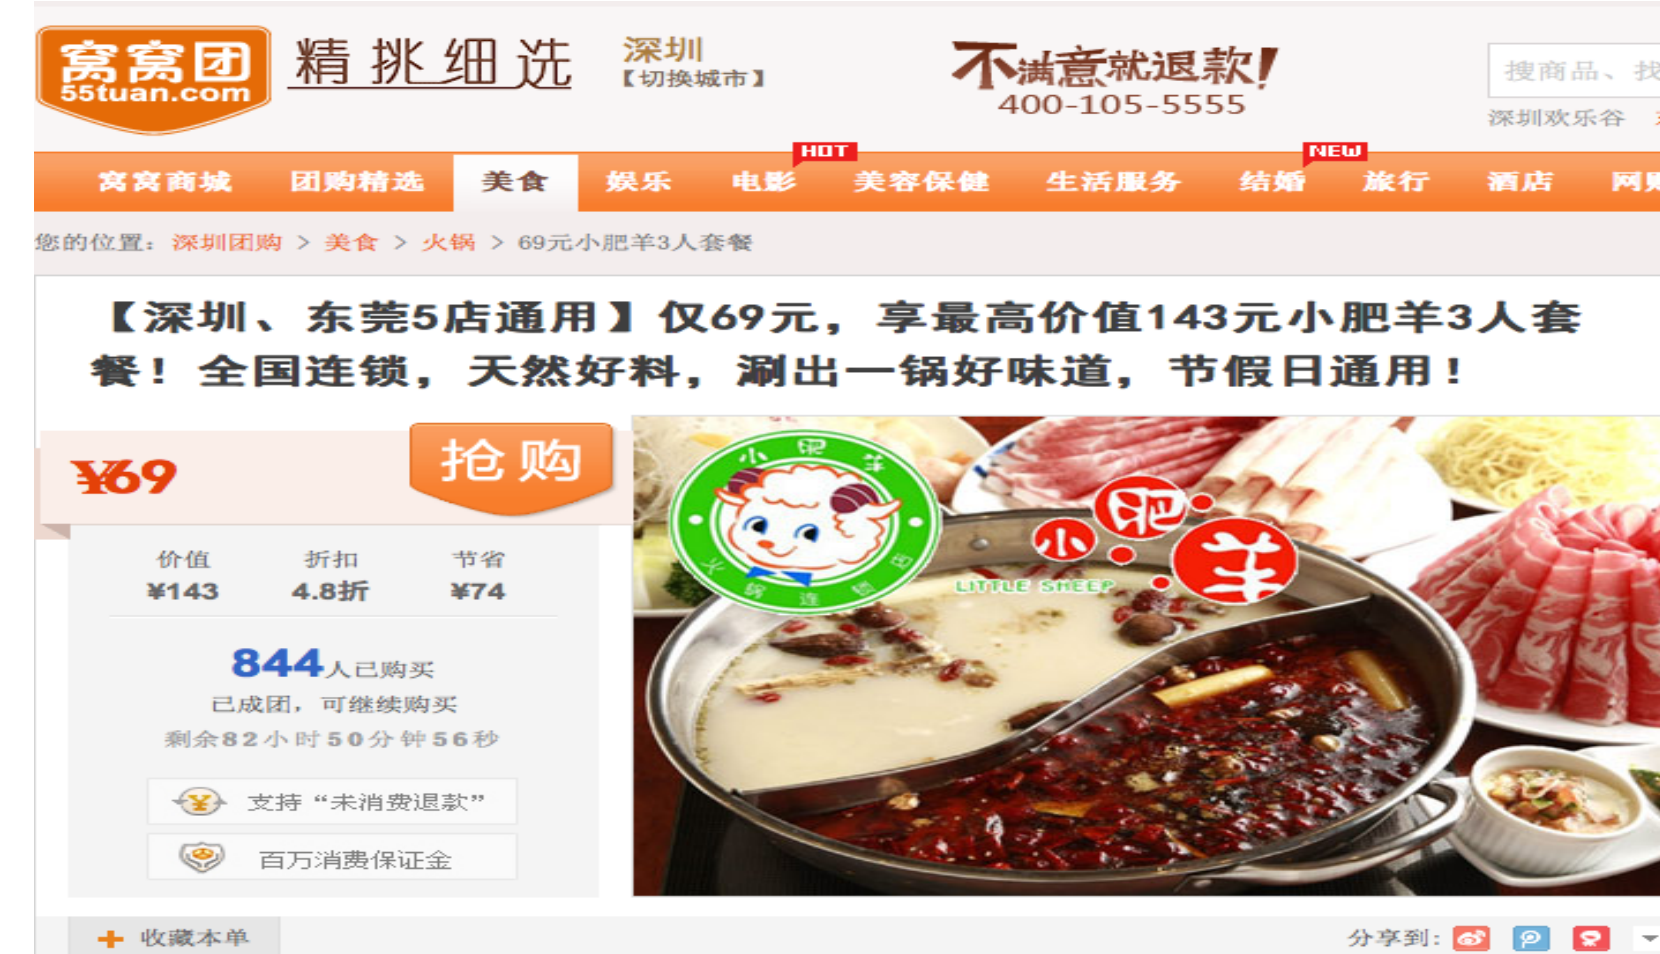 窝窝团
55tuan.com
精挑细选
深圳
【切换城市】
不满意就退款!
400-105-5555
搜商品、找
深圳欢乐谷
HOT
NEW
窝窝商城 团购精选 美食 娱乐 电影 美容保健 生活服务 结婚 旅行 酒店 网购
您的位置：深圳团购 > 美食 > 火锅 > 69元小肥羊3人套餐
【深圳、东莞5店通用】仅69元，享最高价值143元小肥羊3人套
餐！全国连锁，天然好料，涮出一锅好味道，节假日通用！
¥69
抢购
价值 折扣 节省
¥143 4.8折 ¥74
844人已购买
已成团，可继续购买
剩余82小时50分钟56秒
支持“未消费退款”
百万消费保证金
小肥羊
火锅连锁店
小肥羊
LITTLE SHEEP
收藏本单
分享到: